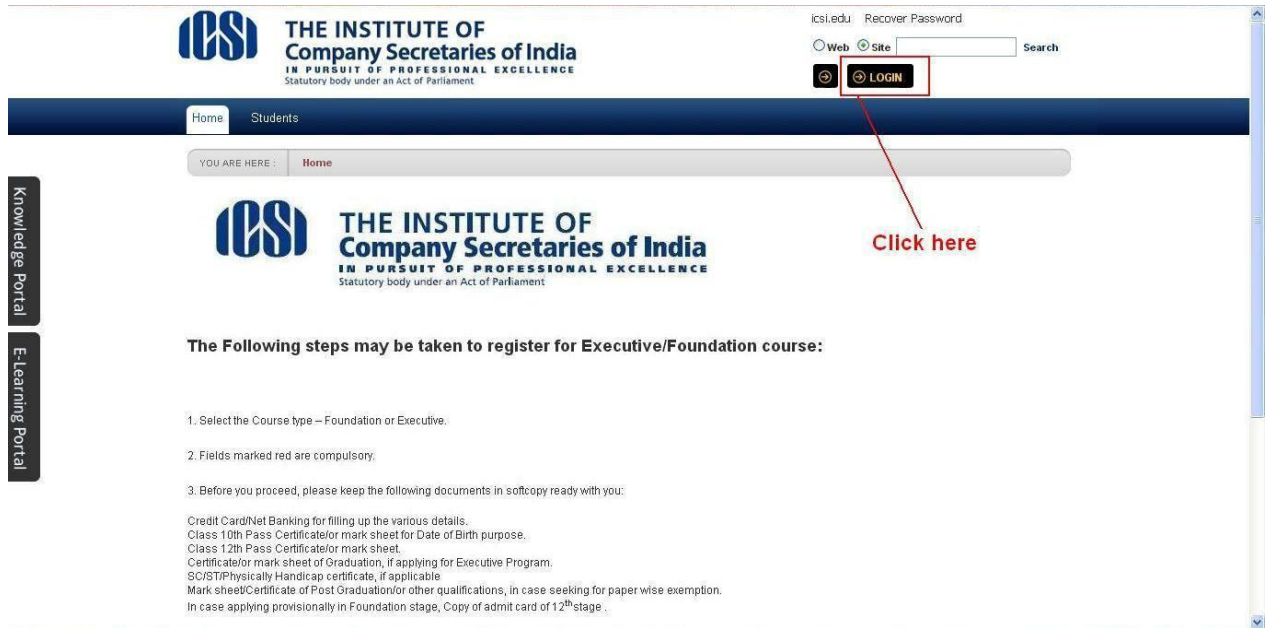 ICSI
THE INSTITUTE OF
Company Secretaries of India
IN PURSUIT OF PROFESSIONAL EXCELLENCE
Statutory body under an Act of Parliament
icsi.edu Recover Password
Web Site Search
LOGIN
Home Students
YOU ARE HERE : Home
Knowledge Portal
E-Learning Portal
ICSI
THE INSTITUTE OF
Company Secretaries of India
IN PURSUIT OF PROFESSIONAL EXCELLENCE
Statutory body under an Act of Parliament
Click here
The Following steps may be taken to register for Executive/Foundation course:
1. Select the Course type – Foundation or Executive.
2. Fields marked red are compulsory.
3. Before you proceed, please keep the following documents in softcopy ready with you:
Credit Card/Net Banking for filling up the various details.
Class 10th Pass Certificate/or mark sheet for Date of Birth purpose.
Class 12th Pass Certificate/or mark sheet.
Certificate/or mark sheet of Graduation, if applying for Executive Program.
SC/ST/Physically Handicap certificate, if applicable
Mark sheet/Certificate of Post Graduation/or other qualifications, in case seeking for paper wise exemption.
In case applying provisionally in Foundation stage, Copy of admit card of 12th stage .